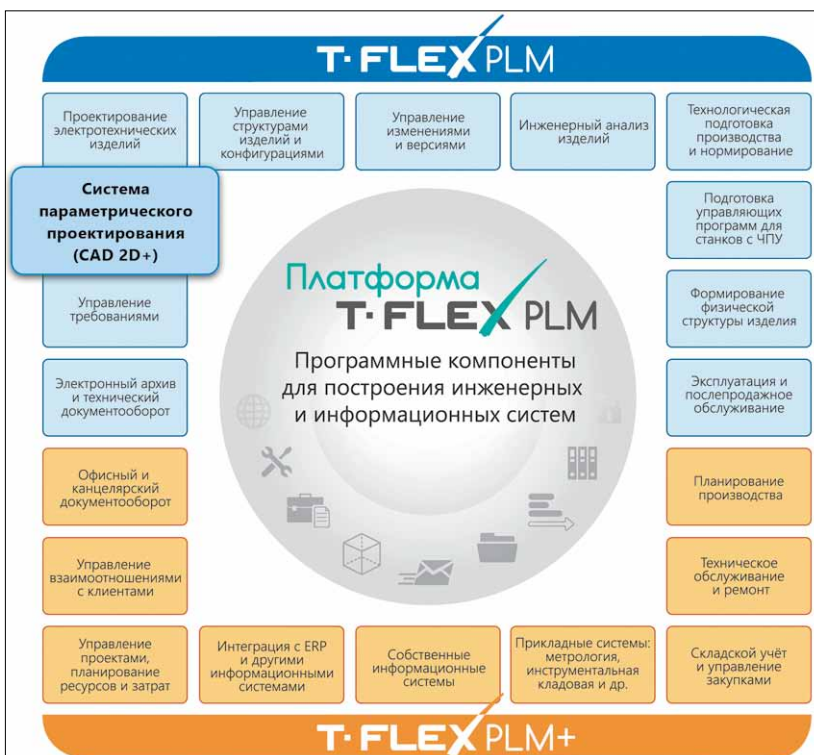 T-FLEX PLM
Проектирование
электротехнических
изделий
Управление
структурами
изделий и
конфигурациями
Управление
изменениями
и версиями
Инженерный анализ
изделий
Технологическая
подготовка
производства
и нормирование
Система
параметрического
проектирования
(CAD 2D+)
Подготовка
управляющих
программ для
станков с ЧПУ
Платформа
T-FLEX PLM
Программные компоненты
для построения инженерных
и информационных систем
Управление
требованиями
Формирование
физической
структуры изделия
Электронный архив
и технический
документооборот
Эксплуатация и
послепродажное
обслуживание
Офисный и
канцелярский
документооборот
Планирование
производства
Управление
взаимоотношениями
с клиентами
Техническое
обслуживание
и ремонт
Управление
проектами,
планирование
ресурсов и затрат
Интеграция с ERP
и другими
информационными
системами
Собственные
информационные
системы
Прикладные системы:
метрология,
инструментальная
кладовая и др.
Складской учёт
и управление
закупками
T-FLEX PLM+